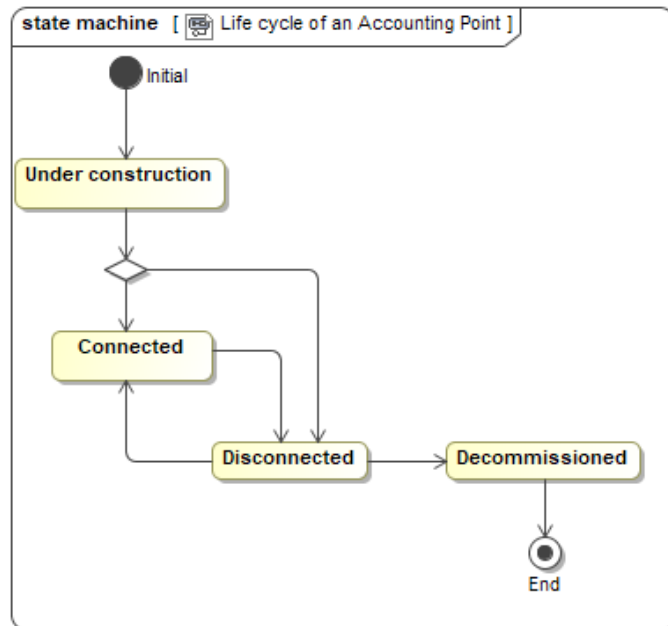 state machine [ Life cycle of an Accounting Point ]
Initial
Under construction
Connected
Disconnected
Decommissioned
End